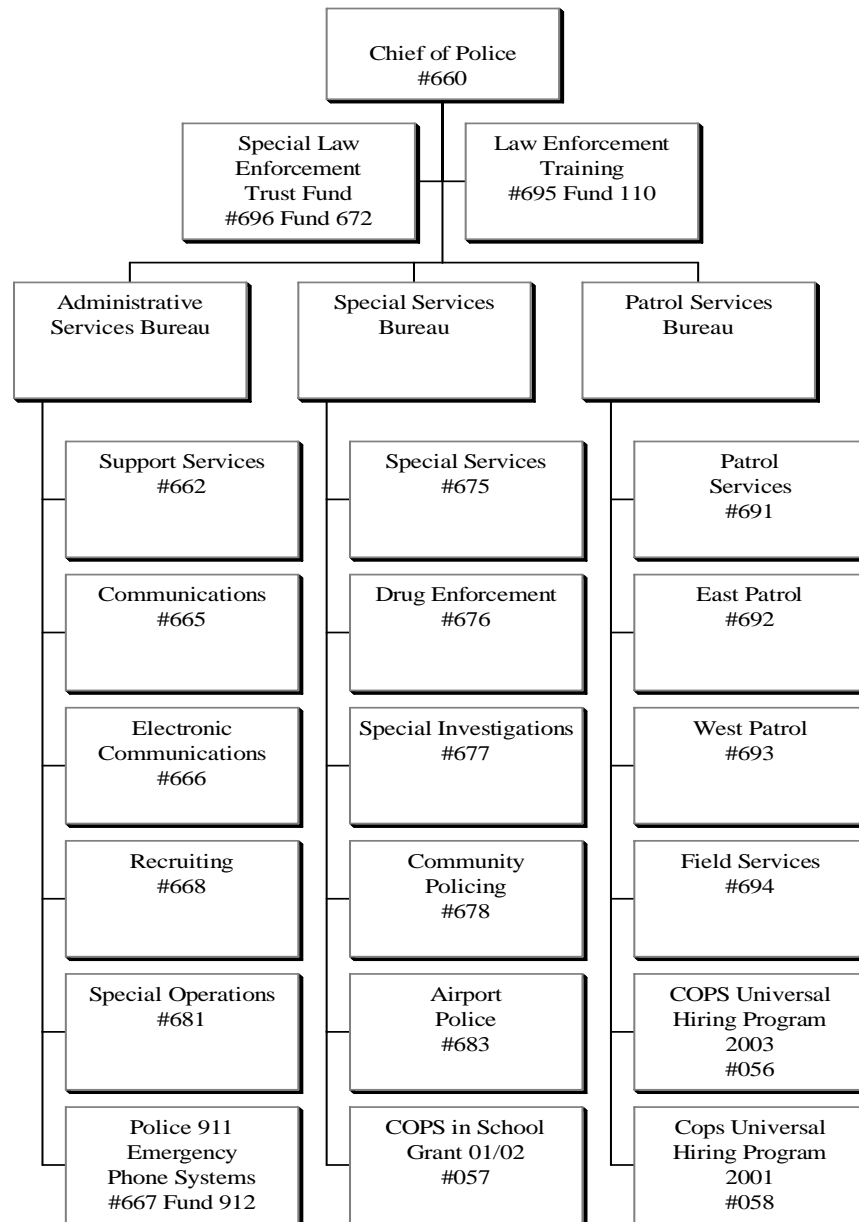 Chief of Police
#660
Special Law
Enforcement
Trust Fund
#696 Fund 672
Law Enforcement
Training
#695 Fund 110
Administrative
Services Bureau
Special Services
Bureau
Patrol Services
Bureau
Support Services
#662
Communications
#665
Electronic
Communications
#666
Recruiting
#668
Special Operations
#681
Police 911
Emergency
Phone Systems
#667 Fund 912
Special Services
#675
Drug Enforcement
#676
Special Investigations
#677
Community
Policing
#678
Airport
Police
#683
COPS in School
Grant 01/02
#057
Patrol
Services
#691
East Patrol
#692
West Patrol
#693
Field Services
#694
COPS Universal
Hiring Program
2003
#056
Cops Universal
Hiring Program
2001
#058